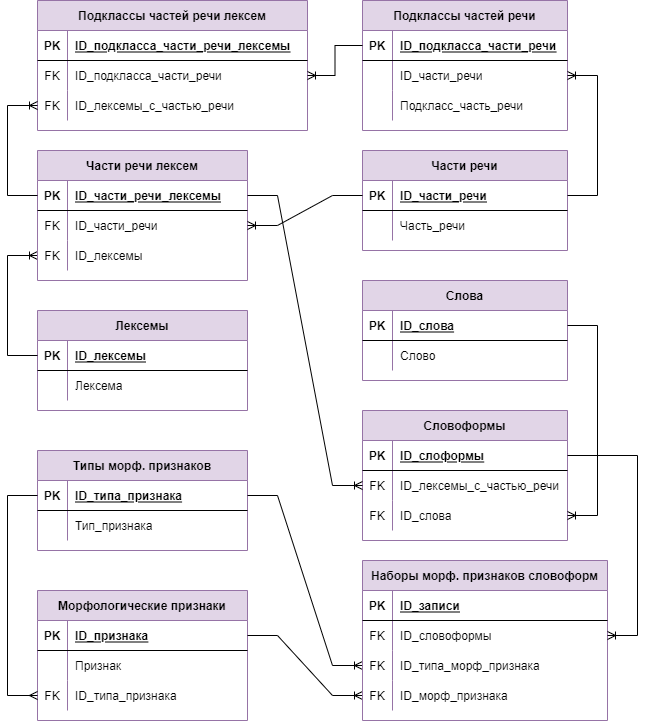 Подклассы частей речи лексем
PK ID_подкласса_части_речи_лексемы
FK ID_подкласса_части_речи
FK ID_лексемы_с_частью_речи
Подклассы частей речи
PK ID_подкласса_части_речи
ID_части_речи
Подкласс_часть_речи
Части речи лексем
PK ID_части_речи_лексемы
FK ID_части_речи
FK ID_лексемы
Части речи
PK ID_части_речи
Часть_речи
Лексемы
PK ID_лексемы
Лексема
Слова
PK ID_слова
Слово
Словоформы
PK ID_слоформы
FK ID_лексемы_с_частью_речи
FK ID_слова
Типы морф. признаков
PK ID_типа_признака
Тип_признака
Морфологические признаки
PK ID_признака
Признак
FK ID_типа_признака
Наборы морф. признаков словоформ
PK ID_записи
FK ID_словоформы
FK ID_типа_морф_признака
FK ID_морф_признака